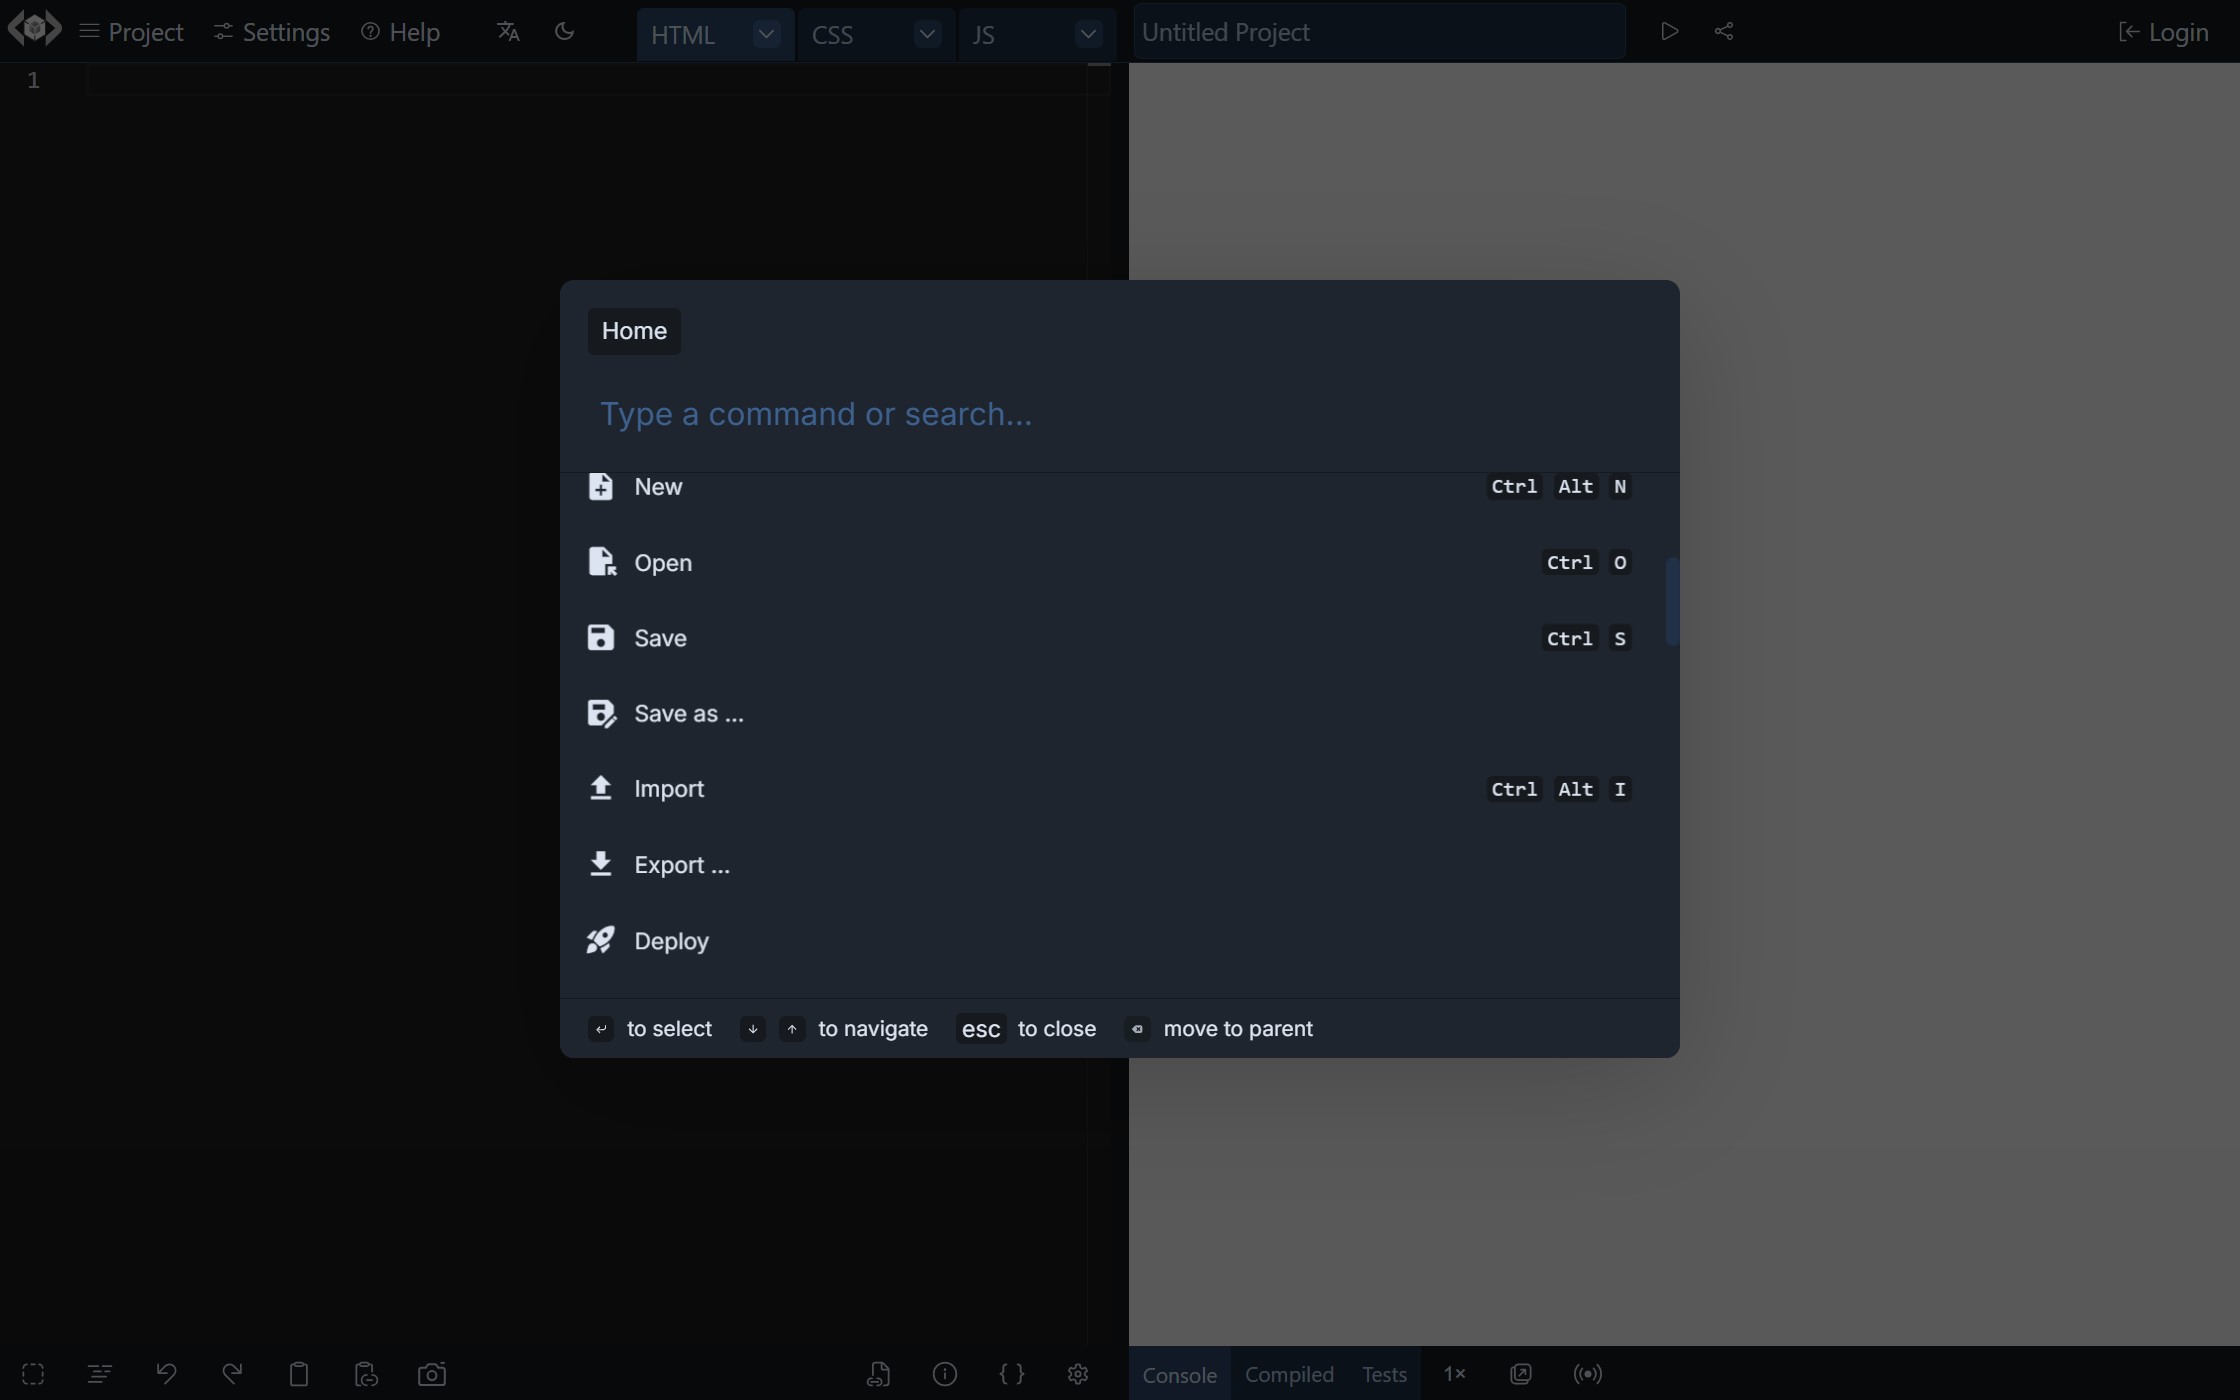 Project Settings Help HTML CSS JS Untitled Project Login
1
Home
Type a command or search...
New Ctrl Alt N
Open Ctrl O
Save Ctrl S
Save as ...
Import Ctrl Alt I
Export ...
Deploy
to select to navigate esc to close move to parent
Console Compiled Tests 1×